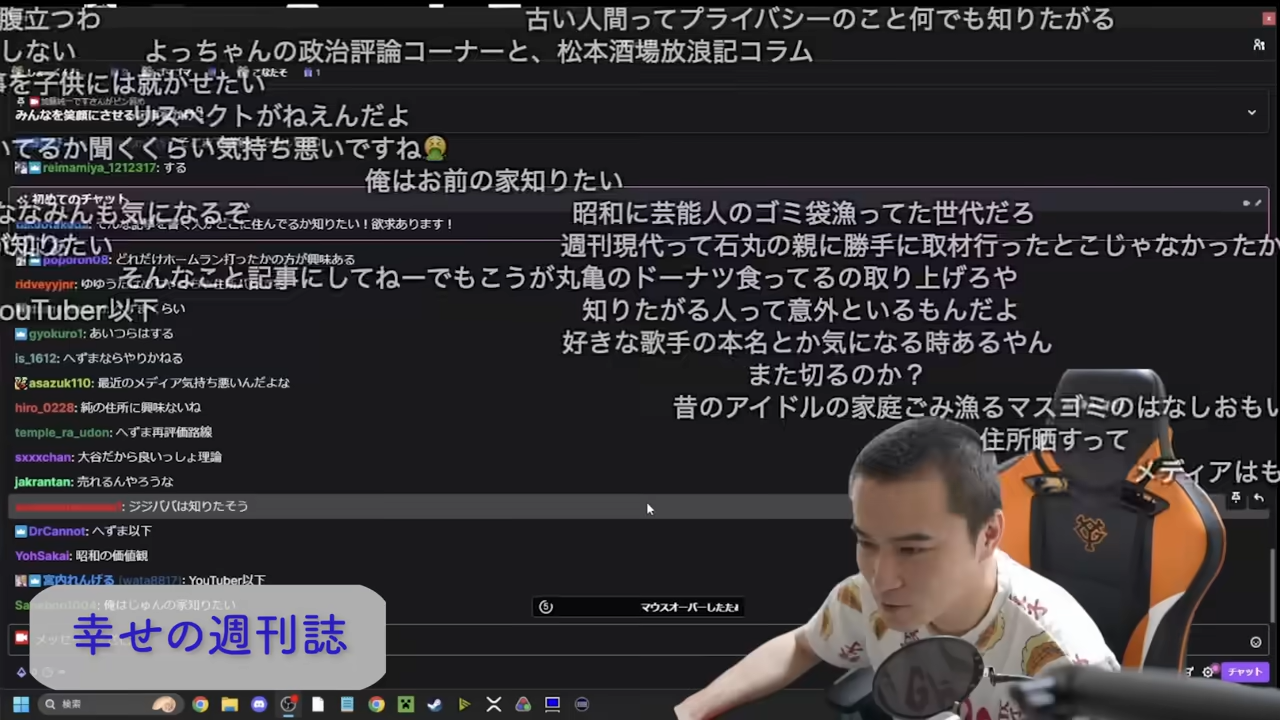 腹立つわ
古い人間ってプライバシーのこと何でも知りたがる
しない
よっちゃんの政治評論コーナーと、松本酒場放浪記コラム
こなたそ
1
事を子供には就かせたい
みんなを笑顔にさせる
リスペクトがねえんだよ
いてるか聞くくらい気持ち悪いですね🤮
reimamiya_1212317: する
俺はお前の家知りたい
初めてのチャット
ななみんも気になるぞ
昭和に芸能人のゴミ袋漁ってた世代だろ
住んでるか知りたい！欲求あります！
が知りたい
週刊現代って石丸の親に勝手に取材行ったとこじゃなかったか
poporon08: どれだけホームラン打ったかの方が興味ある
そんなこと記事にしてねーでもこうが丸亀のドーナツ食ってるの取り上げろや
ridveyyjnr:
ouTuber以下
知りたがる人って意外といるもんだよ
gyokuro1: あいつらはする
好きな歌手の本名とか気になる時あるやん
is_1612: へずまならやりかねる
また切るのか？
asazuk110: 最近のメディア気持ち悪いんだよな
hiro_0228: 純の住所に興味ないね
昔のアイドルの家庭ごみ漁るマスゴミのはなしおもい
temple_ra_udon: へずま再評価路線
住所晒すって
sxxxchan: 大谷だから良いっしょ理論
メディアはも
jakrantan: 売れるんやろうな
ジジババは知りたそう
DrCannot: へずま以下
YohSakai: 昭和の価値観
宮内れんげる (wata8817): YouTuber以下
俺はじゅんの家知りたい
マウスオーバーしたたま
幸せの週刊誌
チャット
検索